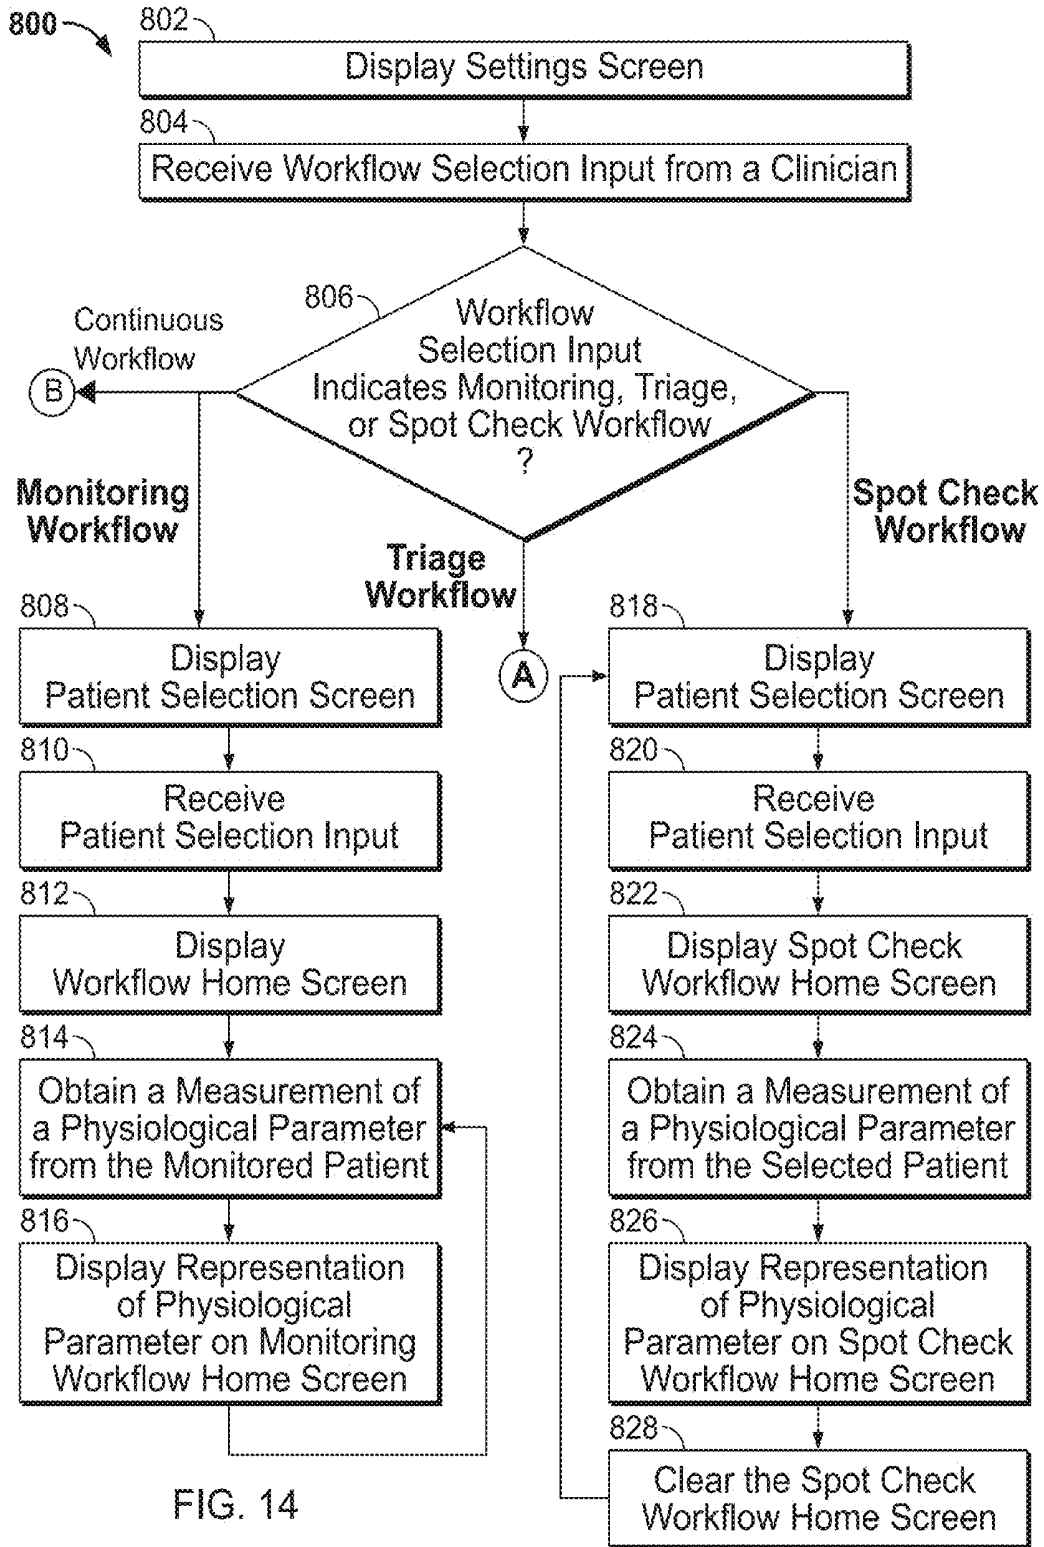 800
802
Display Settings Screen
804
Receive Workflow Selection Input from a Clinician
806
Workflow
Selection Input
Indicates Monitoring, Triage,
or Spot Check Workflow
?
Continuous
Workflow
B
Monitoring
Workflow
Triage
Workflow
A
Spot Check
Workflow
808
Display
Patient Selection Screen
810
Receive
Patient Selection Input
812
Display
Workflow Home Screen
814
Obtain a Measurement of
a Physiological Parameter
from the Monitored Patient
816
Display Representation
of Physiological
Parameter on Monitoring
Workflow Home Screen
818
Display
Patient Selection Screen
820
Receive
Patient Selection Input
822
Display Spot Check
Workflow Home Screen
824
Obtain a Measurement of
a Physiological Parameter
from the Selected Patient
826
Display Representation
of Physiological
Parameter on Spot Check
Workflow Home Screen
828
Clear the Spot Check
Workflow Home Screen
FIG. 14